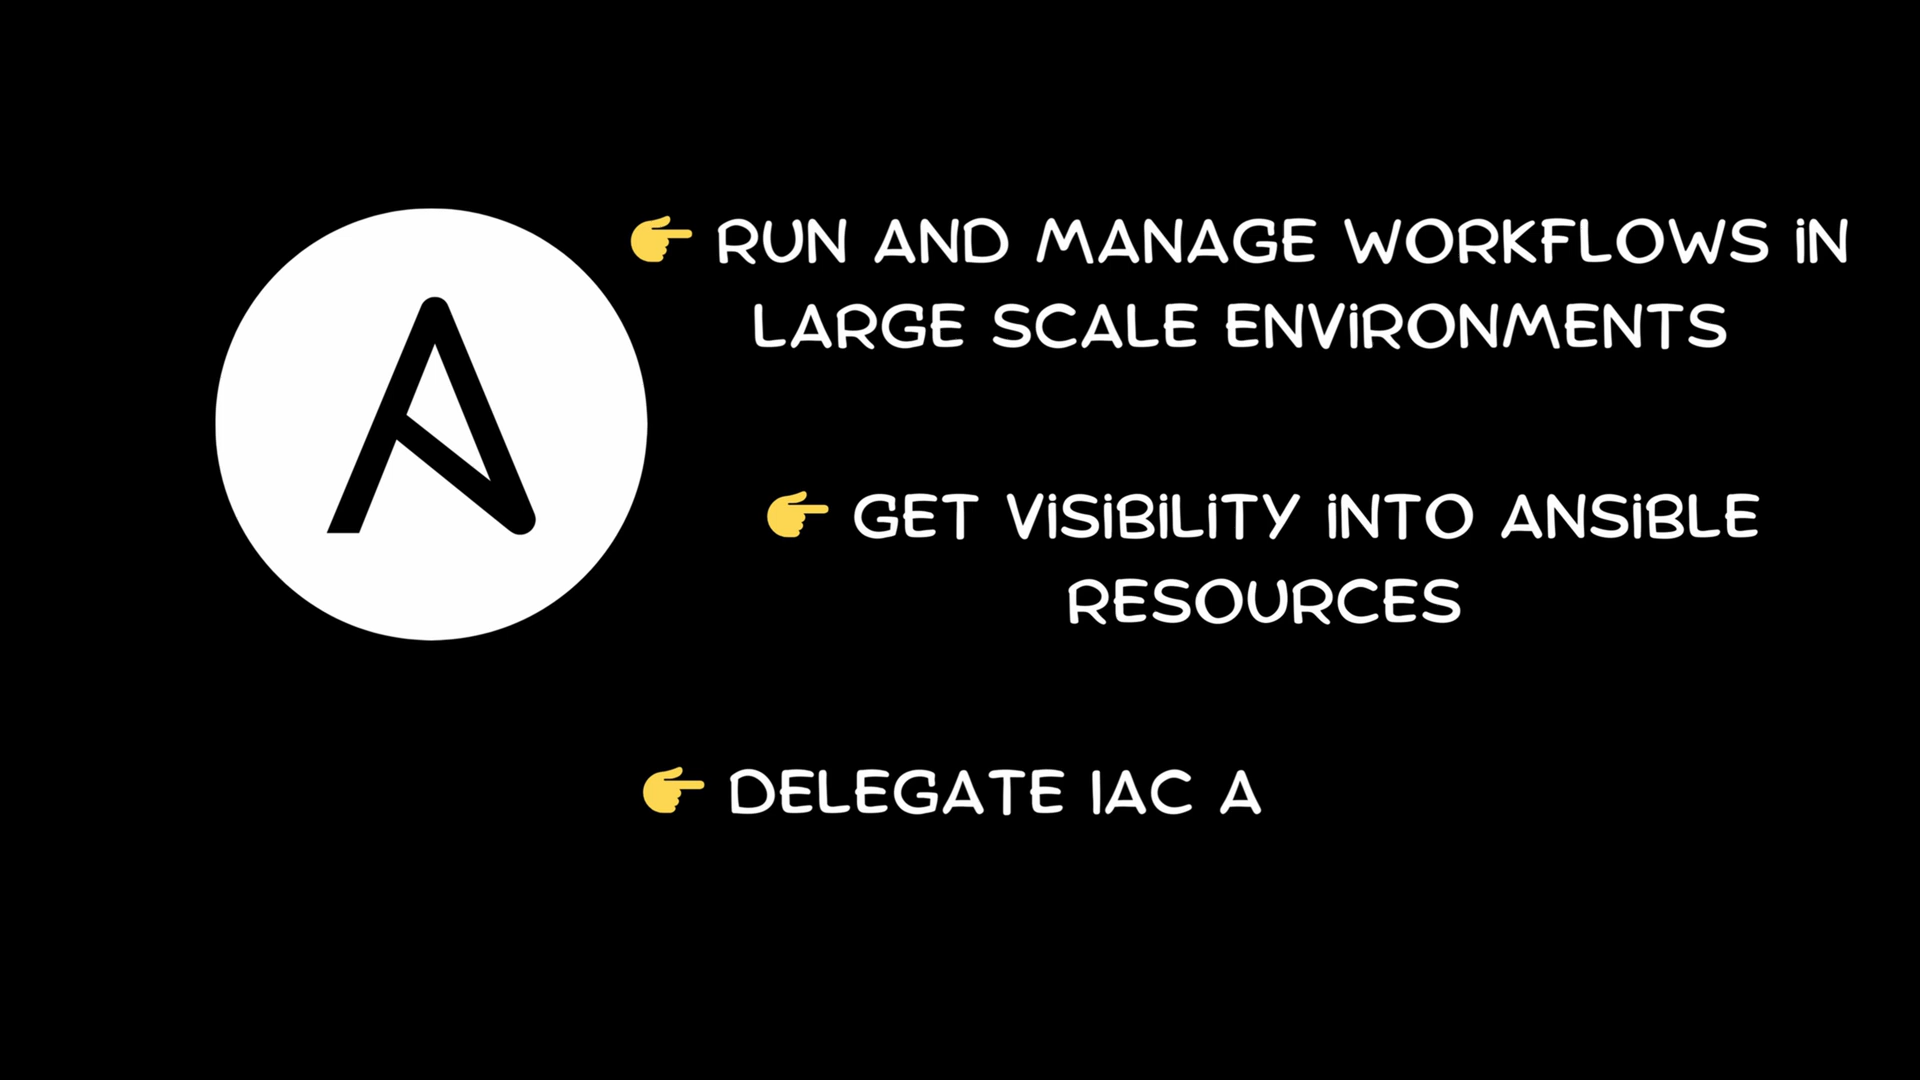 👉 RUN AND MANAGE WORKFLOWS IN
LARGE SCALE ENVIRONMENTS
👉 GET VISIBILITY INTO ANSIBLE
RESOURCES
👉 DELEGATE IAC A